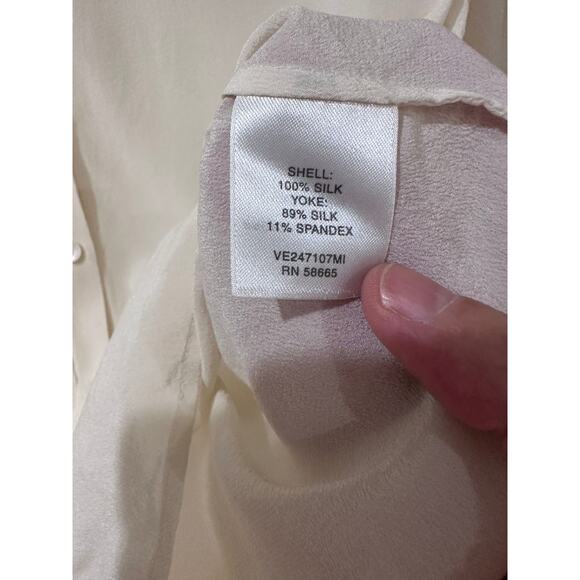 SHELL:
100% SILK
YOKE:
89% SILK
11% SPANDEX
VE247107MI
RN 58665